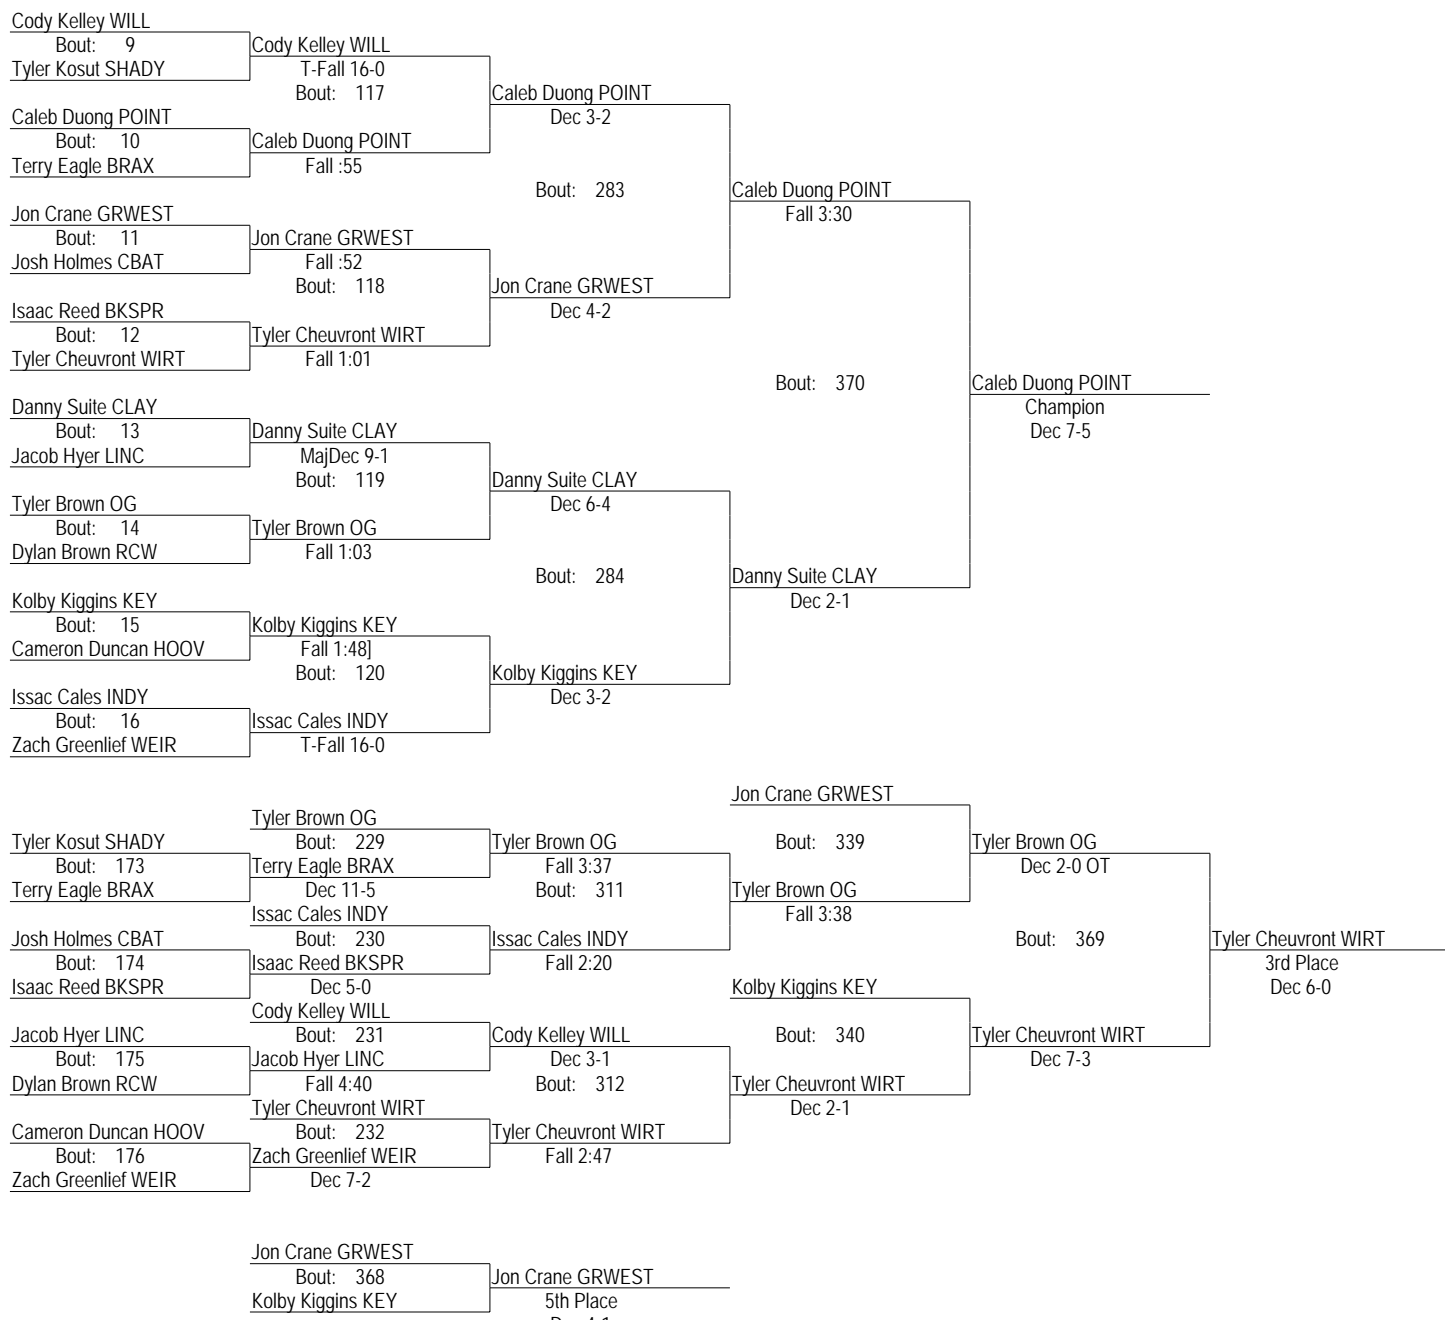 Cody Kelley WILL
Bout: 9
Cody Kelley WILL
Tyler Kosut SHADY
T-Fall 16-0
Bout: 117
Caleb Duong POINT
Caleb Duong POINT
Dec 3-2
Bout: 10
Caleb Duong POINT
Terry Eagle BRAX
Fall :55
Bout: 283
Caleb Duong POINT
Jon Crane GRWEST
Fall 3:30
Bout: 11
Jon Crane GRWEST
Josh Holmes CBAT
Fall :52
Bout: 118
Jon Crane GRWEST
Isaac Reed BKSPR
Dec 4-2
Bout: 12
Tyler Cheuvront WIRT
Tyler Cheuvront WIRT
Fall 1:01
Bout: 370
Caleb Duong POINT
Danny Suite CLAY
Champion
Bout: 13
Danny Suite CLAY
Dec 7-5
Jacob Hyer LINC
MajDec 9-1
Bout: 119
Danny Suite CLAY
Tyler Brown OG
Dec 6-4
Bout: 14
Tyler Brown OG
Dylan Brown RCW
Fall 1:03
Bout: 284
Danny Suite CLAY
Kolby Kiggins KEY
Dec 2-1
Bout: 15
Kolby Kiggins KEY
Cameron Duncan HOOV
Fall 1:48]
Bout: 120
Kolby Kiggins KEY
Issac Cales INDY
Dec 3-2
Bout: 16
Issac Cales INDY
Zach Greenlief WEIR
T-Fall 16-0
Jon Crane GRWEST
Tyler Brown OG
Tyler Kosut SHADY
Bout: 229
Tyler Brown OG
Bout: 339
Tyler Brown OG
Bout: 173
Terry Eagle BRAX
Fall 3:37
Dec 2-0 OT
Terry Eagle BRAX
Dec 11-5
Bout: 311
Tyler Brown OG
Issac Cales INDY
Fall 3:38
Josh Holmes CBAT
Bout: 230
Issac Cales INDY
Bout: 369
Tyler Cheuvront WIRT
Bout: 174
Isaac Reed BKSPR
Fall 2:20
3rd Place
Isaac Reed BKSPR
Dec 5-0
Kolby Kiggins KEY
Dec 6-0
Cody Kelley WILL
Jacob Hyer LINC
Bout: 231
Cody Kelley WILL
Bout: 340
Tyler Cheuvront WIRT
Bout: 175
Jacob Hyer LINC
Dec 3-1
Dec 7-3
Dylan Brown RCW
Fall 4:40
Bout: 312
Tyler Cheuvront WIRT
Tyler Cheuvront WIRT
Dec 2-1
Cameron Duncan HOOV
Bout: 232
Tyler Cheuvront WIRT
Bout: 176
Zach Greenlief WEIR
Fall 2:47
Zach Greenlief WEIR
Dec 7-2
Jon Crane GRWEST
Bout: 368
Jon Crane GRWEST
Kolby Kiggins KEY
5th Place